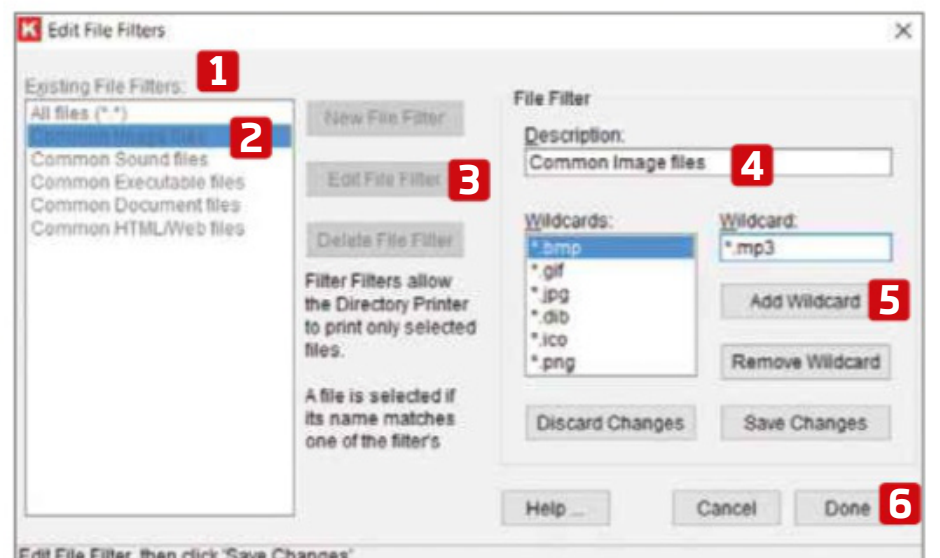 K Edit File Filters
1
Existing File Filters:
All files (*.*)
Common Image files
2
Common Sound files
Common Executable files
Common Document files
Common HTML/Web files
New File Filter
Edit File Filter
3
Delete File Filter
Filter Filters allow
the Directory Printer
to print only selected
files.
A file is selected if
its name matches
one of the filter's
File Filter
Description:
Common Image files
4
Wildcards:
*.bmp
*.gif
*.jpg
*.dib
*.ico
*.png
Wildcard:
*.mp3
Add Wildcard
5
Remove Wildcard
Discard Changes
Save Changes
Help ...
Cancel
Done
6
Edit File Filter, then click 'Save Changes'